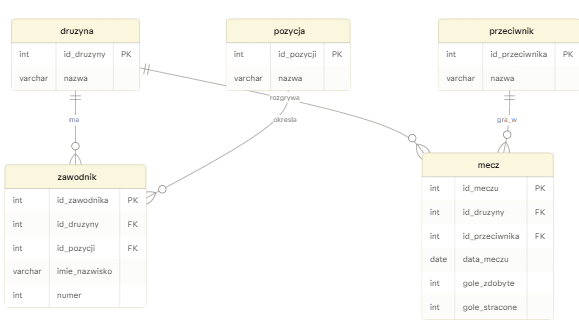 druzyna
int id_druzyny PK
varchar nazwa
pozycja
int id_pozycji PK
varchar nazwa
przeciwnik
int id_przeciwnika PK
varchar nazwa
rozgrywa
ma
okresla
gra_w
zawodnik
int id_zawodnika PK
int id_druzyny FK
int id_pozycji FK
varchar imie_nazwisko
int numer
mecz
int id_meczu PK
int id_druzyny FK
int id_przeciwnika FK
date data_meczu
int gole_zdobyte
int gole_stracone